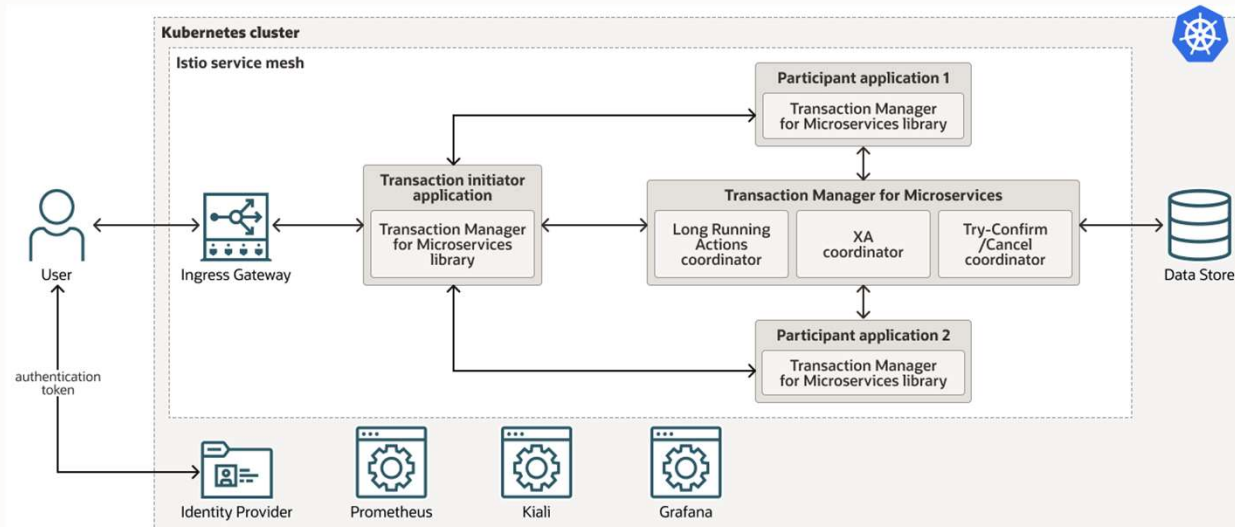 Kubernetes cluster
Istio service mesh
Participant application 1
Transaction Manager
for Microservices library
Transaction initiator
application
Transaction Manager
for Microservices
library
Transaction Manager for Microservices
Long Running
Actions
coordinator
XA
coordinator
Try-Confirm
/Cancel
coordinator
User
Ingress Gateway
Data Store
Participant application 2
Transaction Manager
for Microservices library
authentication
token
Identity Provider
Prometheus
Kiali
Grafana